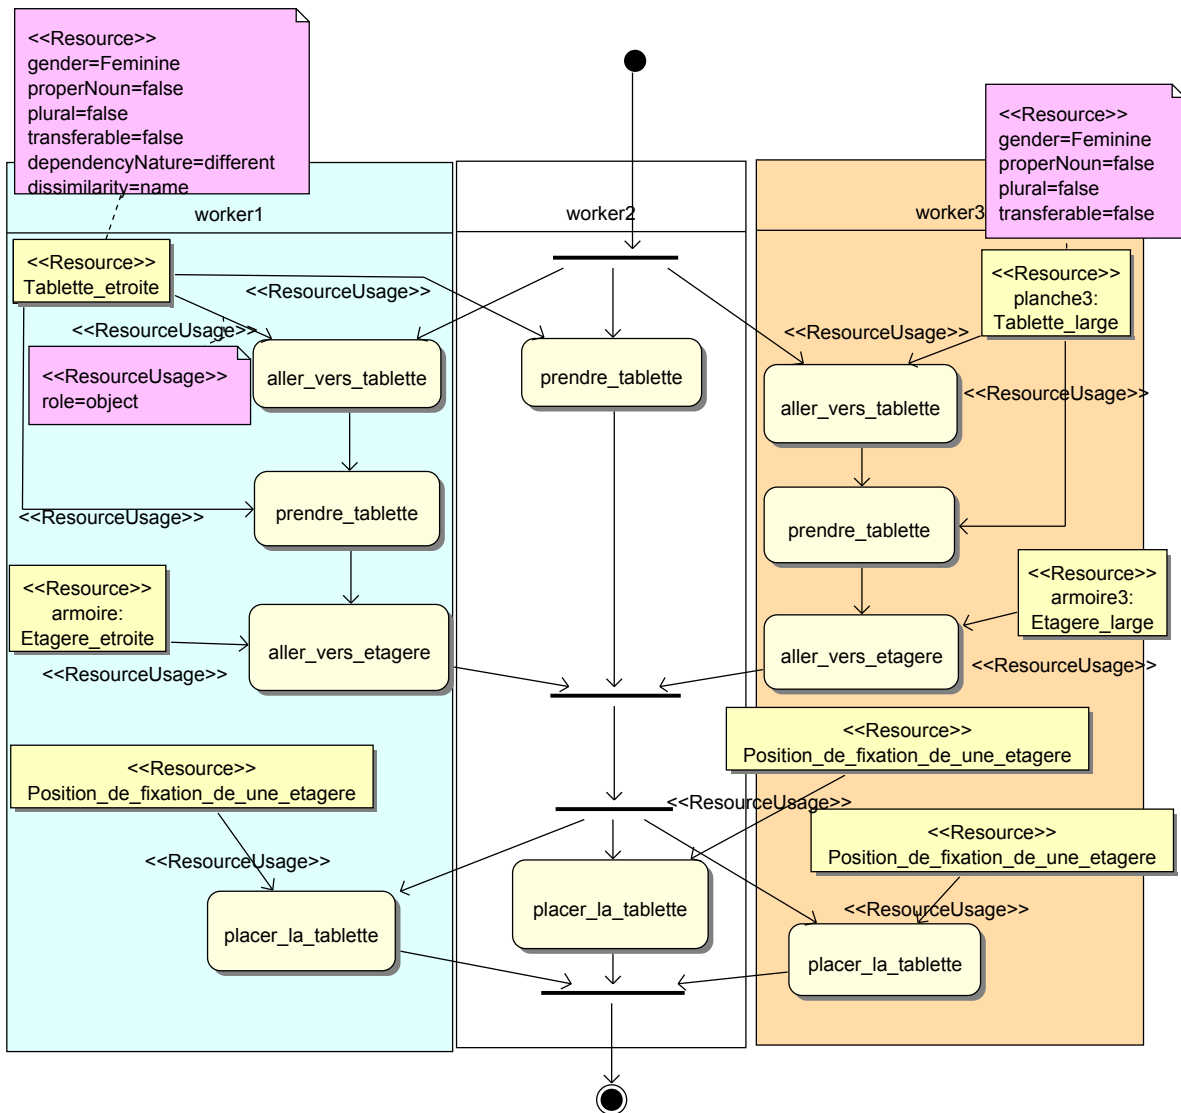 <<Resource>>
gender=Feminine
properNoun=false
plural=false
transferable=false
dependencyNature=different
dissimilarity=name
<<Resource>>
gender=Feminine
properNoun=false
plural=false
transferable=false
worker1
worker2
worker3
<<Resource>>
Tablette_etroite
<<ResourceUsage>>
<<Resource>>
planche3:
Tablette_large
<<ResourceUsage>>
<<ResourceUsage>>
<<ResourceUsage>>
role=object
aller_vers_tablette
prendre_tablette
aller_vers_tablette
<<ResourceUsage>>
prendre_tablette
<<ResourceUsage>>
prendre_tablette
<<Resource>>
armoire:
Etagere_etroite
<<Resource>>
armoire3:
Etagere_large
aller_vers_etagere
aller_vers_etagere
<<ResourceUsage>>
<<ResourceUsage>>
<<Resource>>
Position_de_fixation_de_une_etagere
<<Resource>>
Position_de_fixation_de_une_etagere
<<ResourceUsage>>
<<Resource>>
Position_de_fixation_de_une_etagere
<<ResourceUsage>>
<<ResourceUsage>>
placer_la_tablette
placer_la_tablette
placer_la_tablette